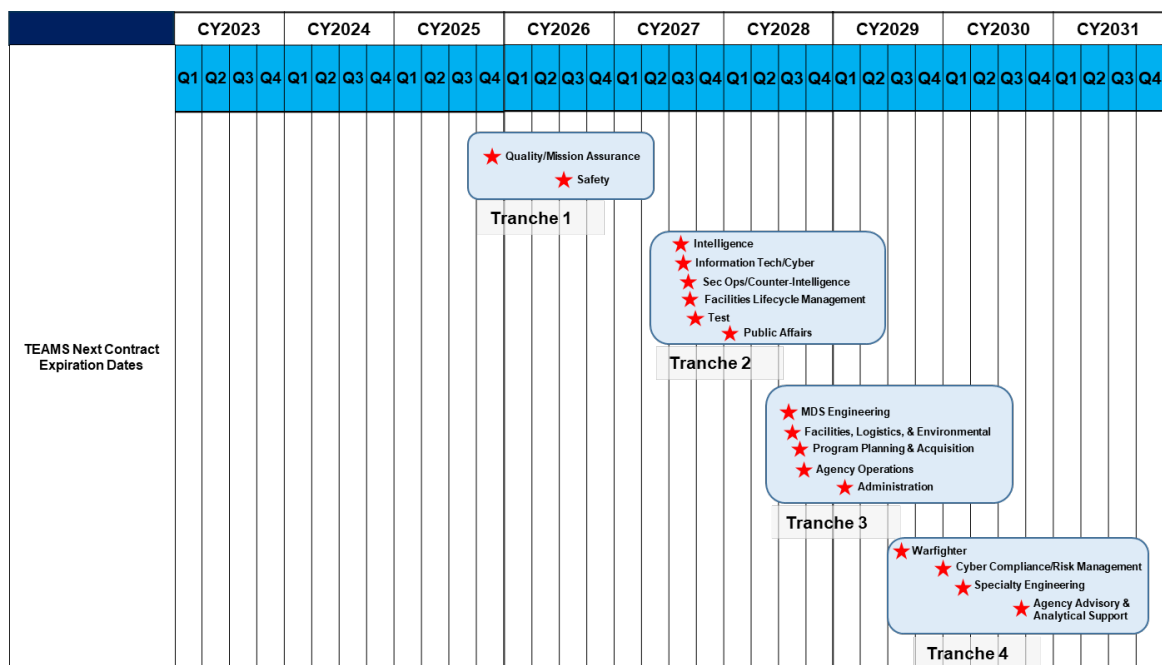 CY2023 CY2024 CY2025 CY2026 CY2027 CY2028 CY2029 CY2030 CY2031
Q1 Q2 Q3 Q4 Q1 Q2 Q3 Q4 Q1 Q2 Q3 Q4 Q1 Q2 Q3 Q4 Q1 Q2 Q3 Q4 Q1 Q2 Q3 Q4 Q1 Q2 Q3 Q4 Q1 Q2 Q3 Q4 Q1 Q2 Q3 Q4
TEAMS Next Contract
Expiration Dates
Quality/Mission Assurance
Safety
Tranche 1
Intelligence
Information Tech/Cyber
Sec Ops/Counter-Intelligence
Facilities Lifecycle Management
Test
Public Affairs
Tranche 2
MDS Engineering
Facilities, Logistics, & Environmental
Program Planning & Acquisition
Agency Operations
Administration
Tranche 3
Warfighter
Cyber Compliance/Risk Management
Specialty Engineering
Agency Advisory &
Analytical Support
Tranche 4